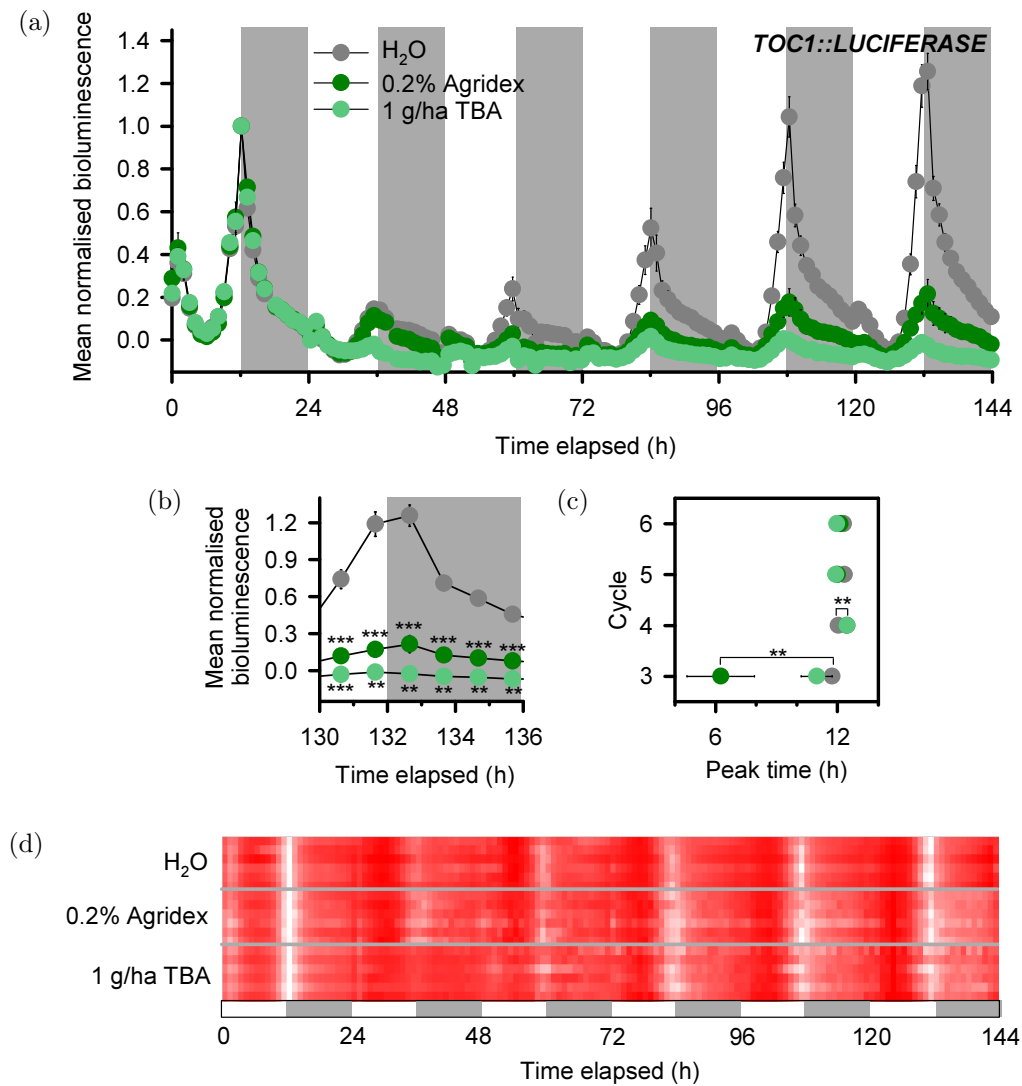 (a)
TOC1::LUCIFERASE
H₂O
0.2% Agridex
1 g/ha TBA
Mean normalised bioluminescence
1.4
1.2
1.0
0.8
0.6
0.4
0.2
0.0
0 24 48 72 96 120 144
Time elapsed (h)
(b)
Mean normalised
bioluminescence
1.2
0.9
0.6
0.3
0.0
*** *** *** *** *** ***
*** ** ** ** ** **
130 132 134 136
Time elapsed (h)
(c)
Cycle
6
5
4
3
**
**
6 12
Peak time (h)
(d)
H₂O
0.2% Agridex
1 g/ha TBA
0 24 48 72 96 120 144
Time elapsed (h)